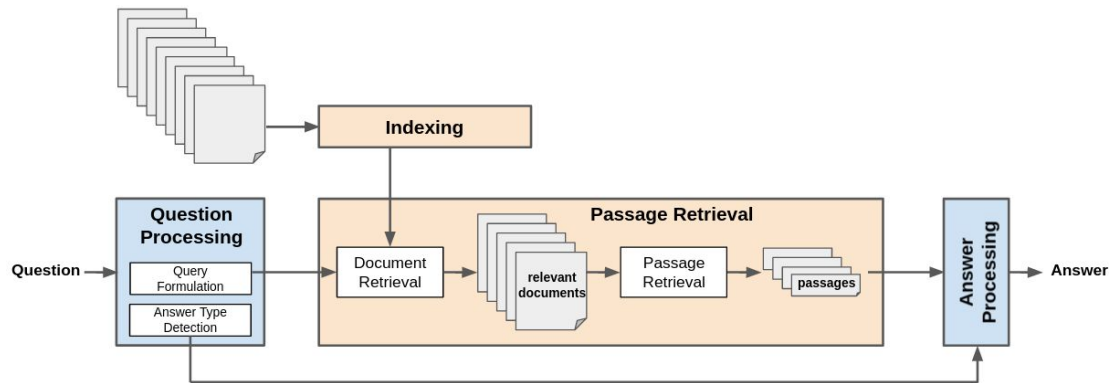 Indexing
Question
Processing
Passage Retrieval
Question
Query
Formulation
Answer Type
Detection
Document
Retrieval
relevant
documents
Passage
Retrieval
passages
Answer
Processing
Answer